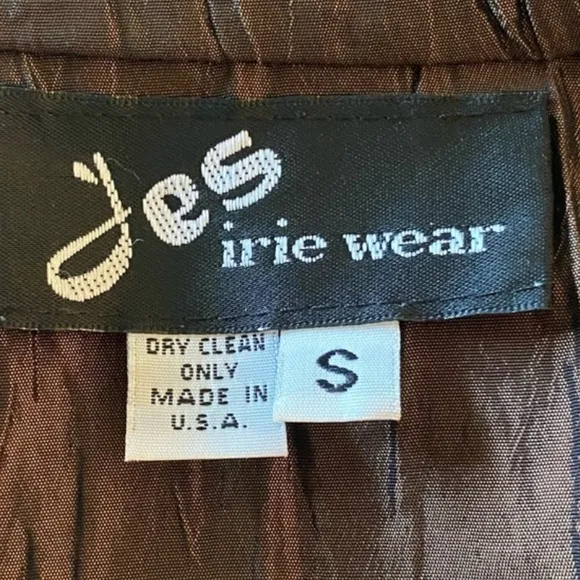 Jes
irie wear
DRY CLEAN
ONLY
MADE IN
U.S.A.
S